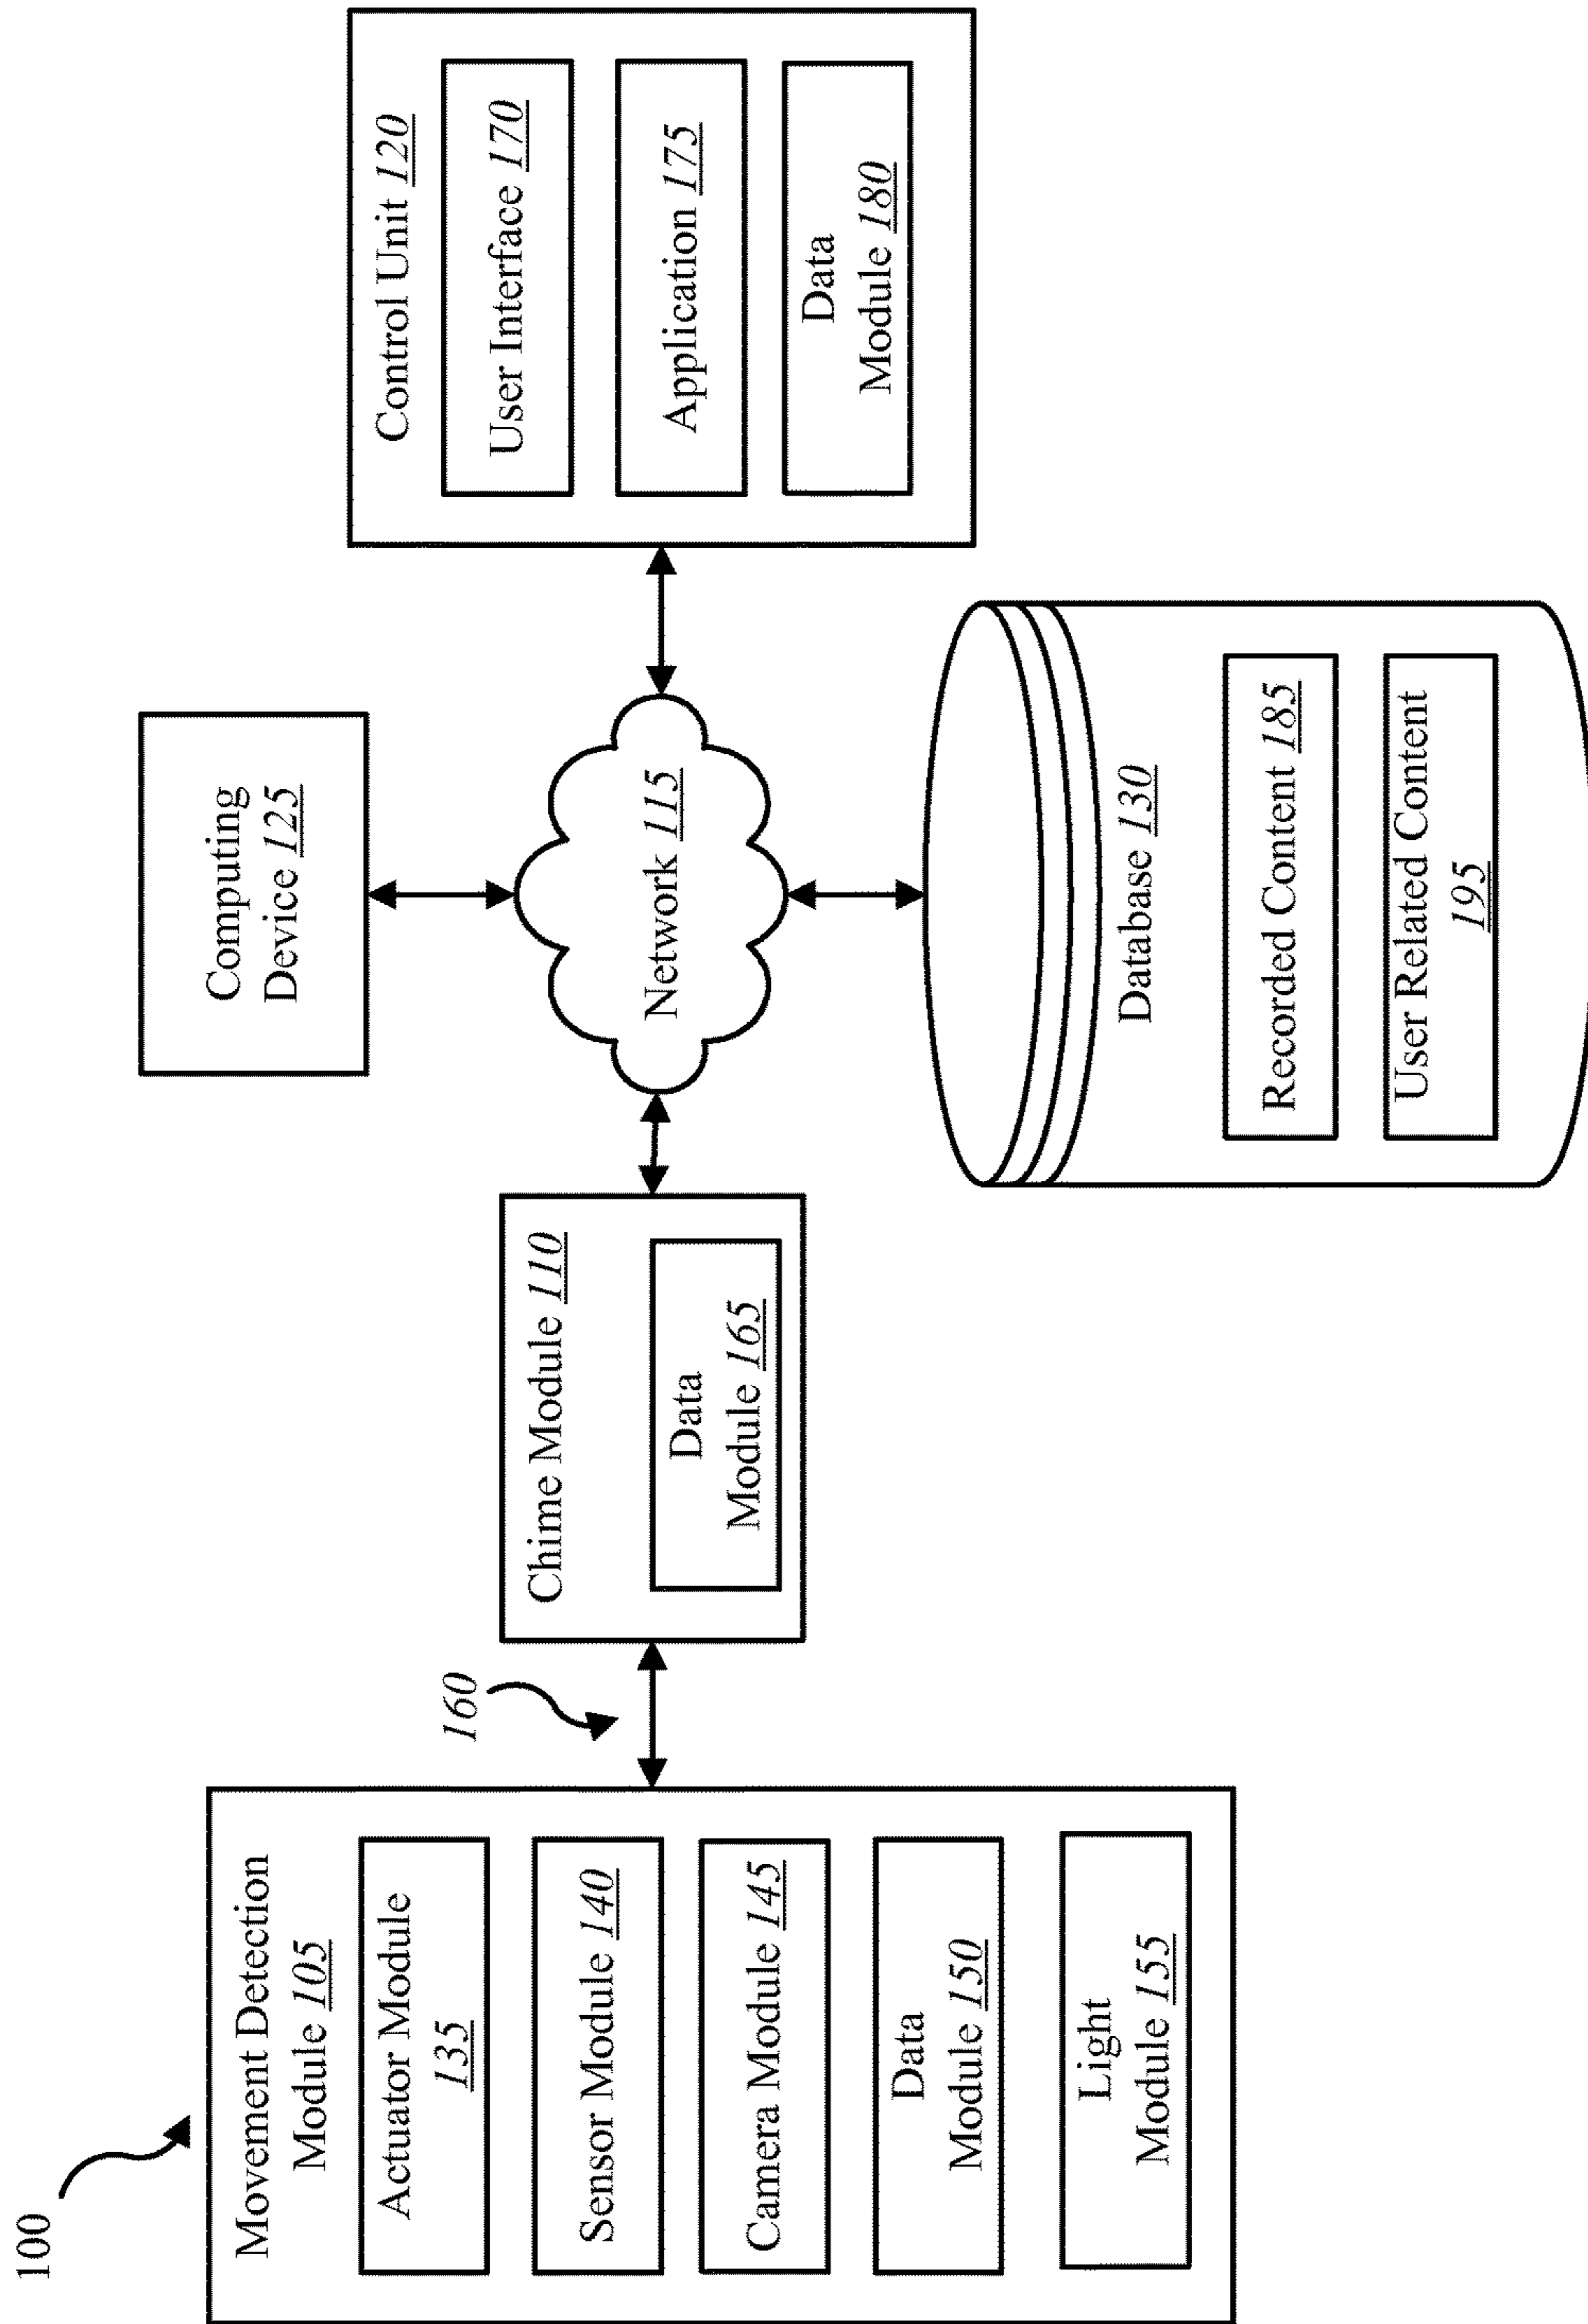 100
Movement Detection
Module 105
Actuator Module
135
Sensor Module 140
Camera Module 145
Data
Module 150
Light
Module 155
160
Chime Module 110
Data
Module 165
Computing
Device 125
Network 115
Database 130
Recorded Content 185
User Related Content
195
Control Unit 120
User Interface 170
Application 175
Data
Module 180